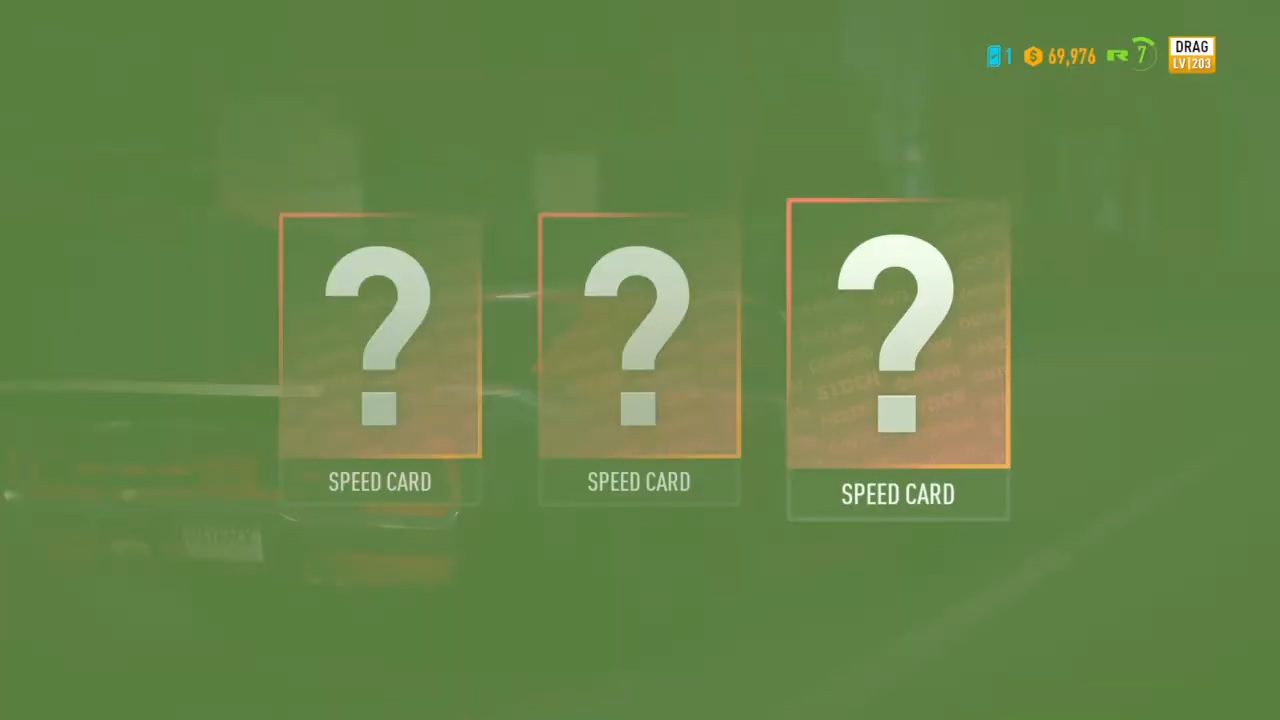 1 69,976 R 7 DRAG
LV|203
? ? ?
SPEED CARD SPEED CARD SPEED CARD